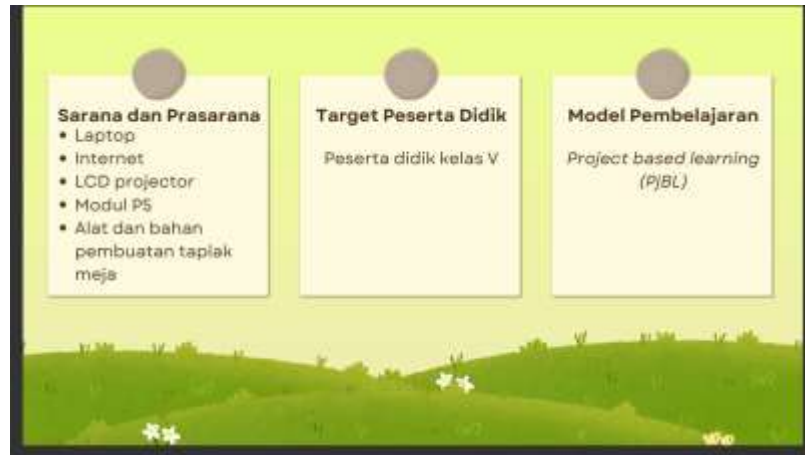 Sarana dan Prasarana
• Laptop
• Internet
• LCD projector
• Modul P5
• Alat dan bahan
pembuatan taplak
meja
Target Peserta Didik
Peserta didik kelas V
Model Pembelajaran
Project based learning
(PjBL)